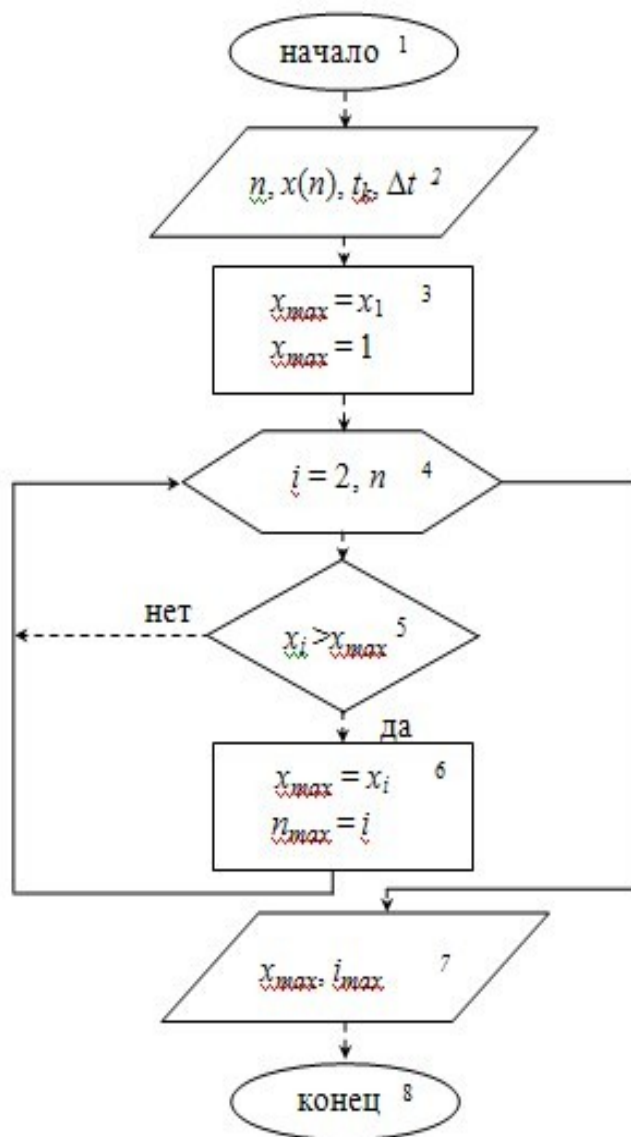 начало 1
n, x(n), tₖ, Δt 2
xₘₐₓ = x₁ 3
xₘₐₓ = 1
i = 2, n 4
нет
xᵢ >xₘₐₓ 5
да
xₘₐₓ = xᵢ 6
nₘₐₓ = i
xₘₐₓ, iₘₐₓ 7
конец 8